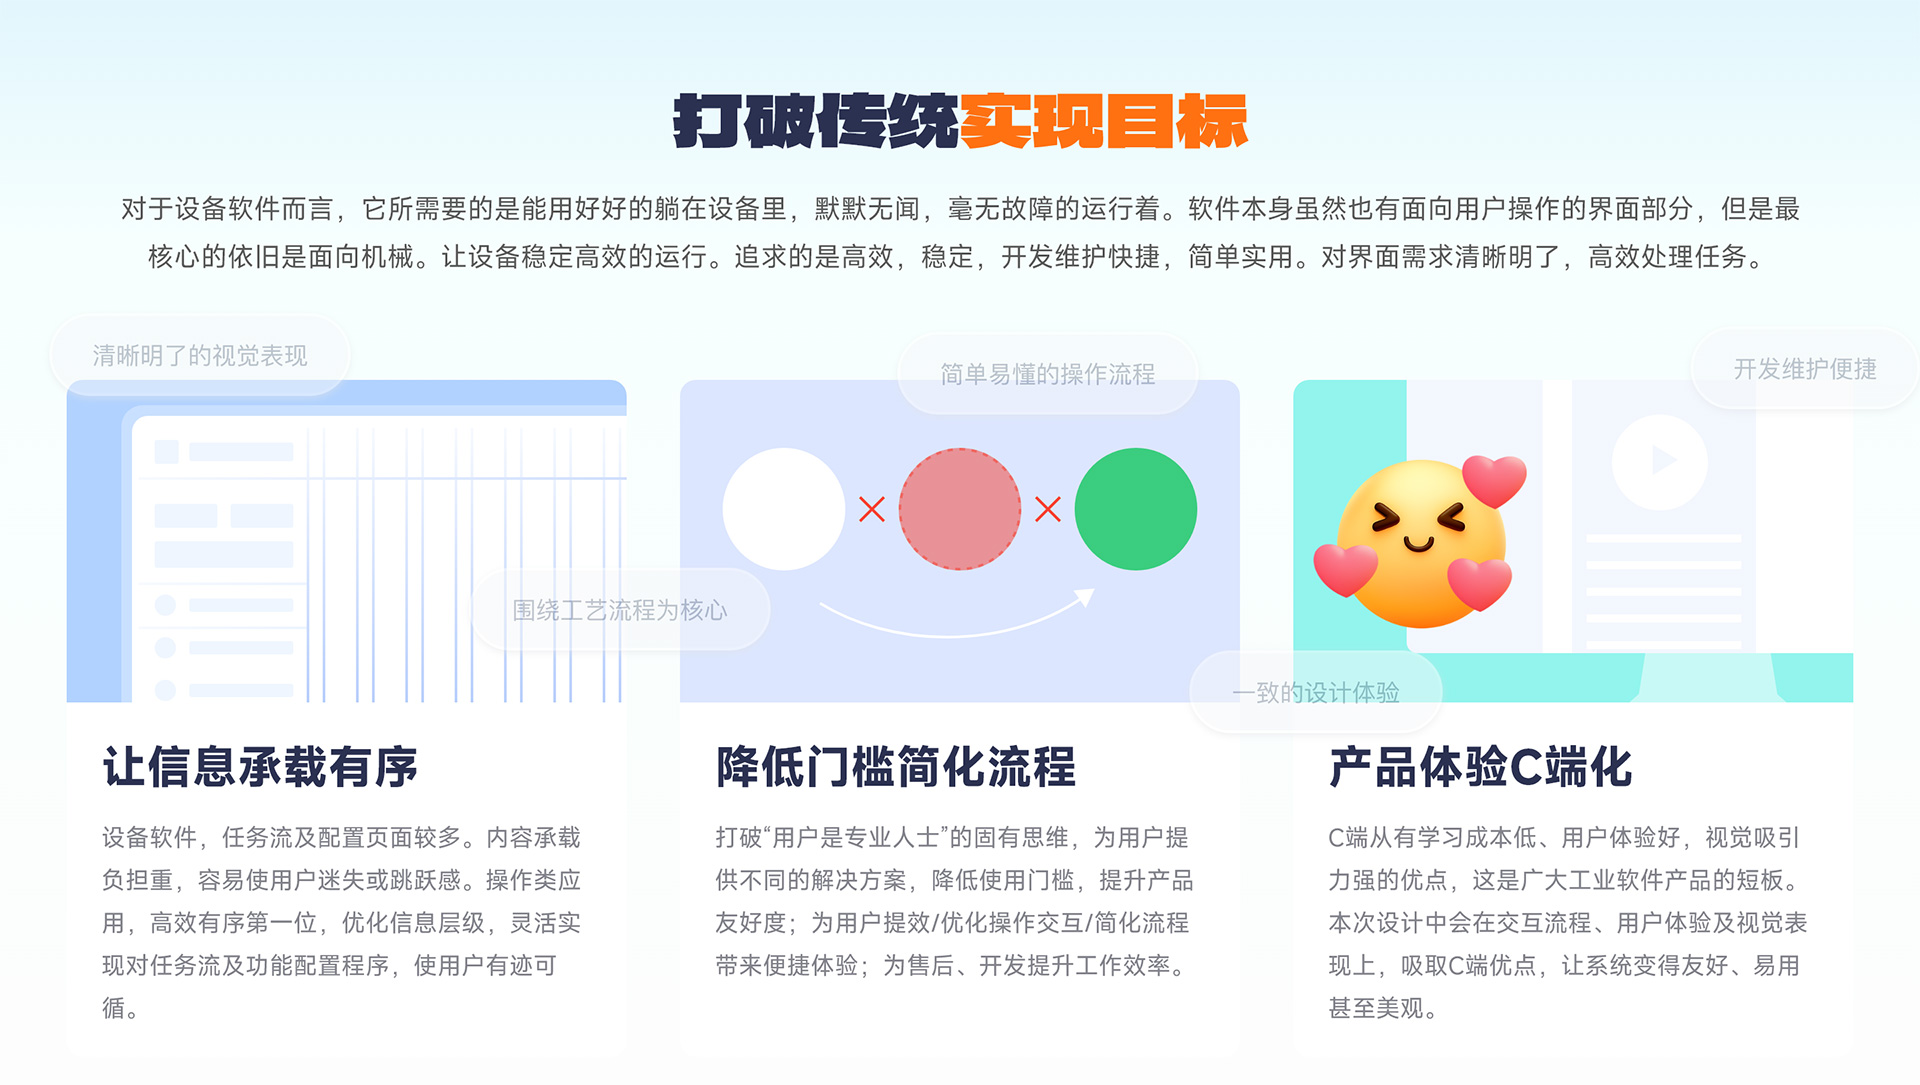 打破传统实现目标
对于设备软件而言，它所需要的是能用好好的躺在设备里，默默无闻，毫无故障的运行着。软件本身虽然也有面向用户操作的界面部分，但是最
核心的依旧是面向机械。让设备稳定高效的运行。追求的是高效，稳定，开发维护快捷，简单实用。对界面需求清晰明了，高效处理任务。
清晰明了的视觉表现
简单易懂的操作流程
开发维护便捷
围绕工艺流程为核心
一致的设计体验
让信息承载有序
设备软件，任务流及配置页面较多。内容承载
负担重，容易使用户迷失或跳跃感。操作类应
用，高效有序第一位，优化信息层级，灵活实
现对任务流及功能配置程序，使用户有迹可
循。
降低门槛简化流程
打破“用户是专业人士”的固有思维，为用户提
供不同的解决方案，降低使用门槛，提升产品
友好度；为用户提效/优化操作交互/简化流程
带来便捷体验；为售后、开发提升工作效率。
产品体验C端化
C端从有学习成本低、用户体验好，视觉吸引
力强的优点，这是广大工业软件产品的短板。
本次设计中会在交互流程、用户体验及视觉表
现上，吸取C端优点，让系统变得友好、易用
甚至美观。